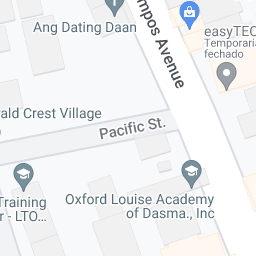 Ang Dating Daan
mpos Avenue
easyTEC
Temporari
fechado
ald Crest Village
Pacific St.
Training
r - LTO...
Oxford Louise Academy
of Dasma., Inc